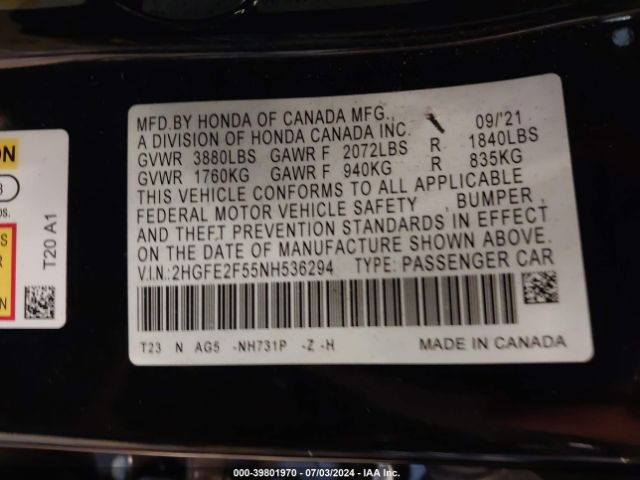 MFD.BY HONDA OF CANADA MFG., 09/'21
A DIVISION OF HONDA CANADA INC.
GVWR 3880LBS GAWR F 2072LBS R 1840LBS
GVWR 1760KG GAWR F 940KG R 835KG
THIS VEHICLE CONFORMS TO ALL APPLICABLE
FEDERAL MOTOR VEHICLE SAFETY , BUMPER ,
AND THEFT PREVENTION STANDARDS IN EFFECT
ON THE DATE OF MANUFACTURE SHOWN ABOVE.
V.I.N.:2HGFE2F55NH536294 TYPE: PASSENGER CAR
T23 N AG5 -NH731P -Z -H MADE IN CANADA
T20 A1
000-39801970 - 07/03/2024 - IAA Inc.